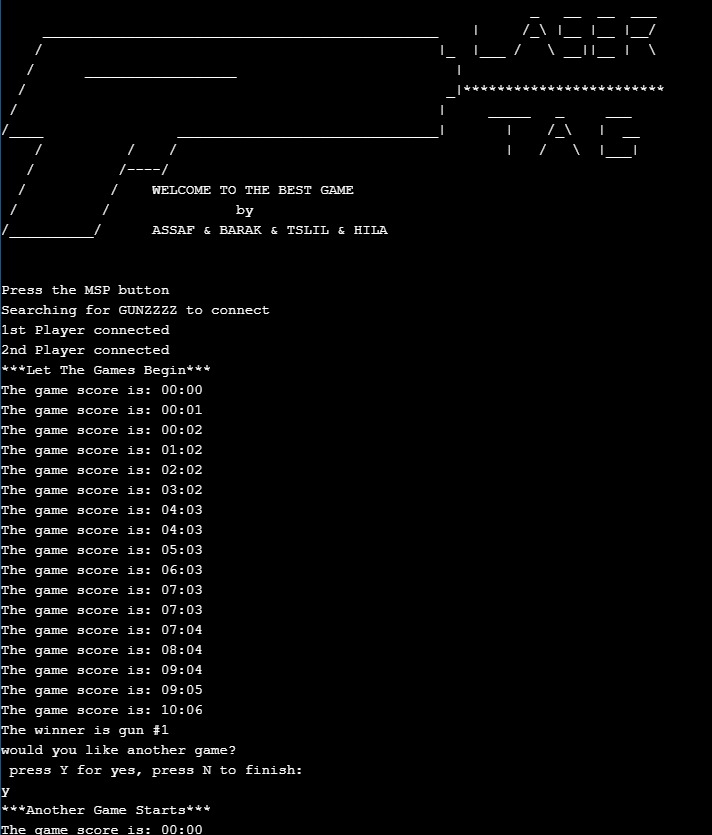 LASER
TAG
WELCOME TO THE BEST GAME
by
ASSAF & BARAK & TSLIL & HILA
Press the MSP button
Searching for GUNZZZZ to connect
1st Player connected
2nd Player connected
***Let The Games Begin***
The game score is: 00:00
The game score is: 00:01
The game score is: 00:02
The game score is: 01:02
The game score is: 02:02
The game score is: 03:02
The game score is: 04:03
The game score is: 04:03
The game score is: 05:03
The game score is: 06:03
The game score is: 07:03
The game score is: 07:03
The game score is: 07:04
The game score is: 08:04
The game score is: 09:04
The game score is: 09:05
The game score is: 10:06
The winner is gun #1
would you like another game?
press Y for yes, press N to finish:
y
***Another Game Starts***
The game score is: 00:00